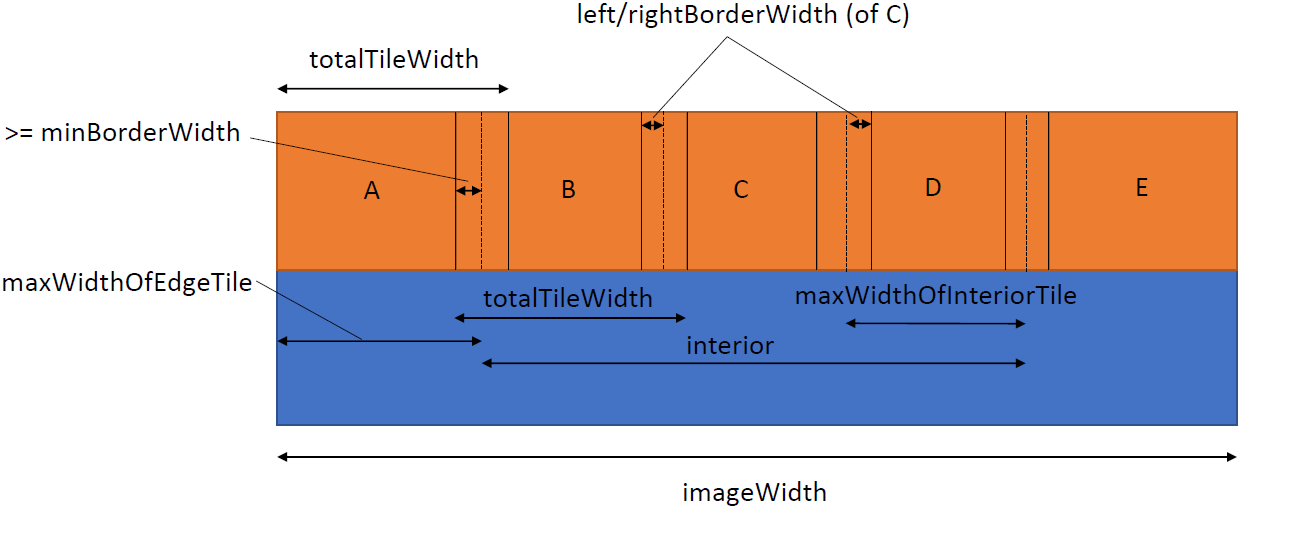 left/rightBorderWidth (of C)
totalTileWidth
>= minBorderWidth
A
B
C
D
E
maxWidthOfEdgeTile
totalTileWidth
maxWidthOfInteriorTile
interior
imageWidth